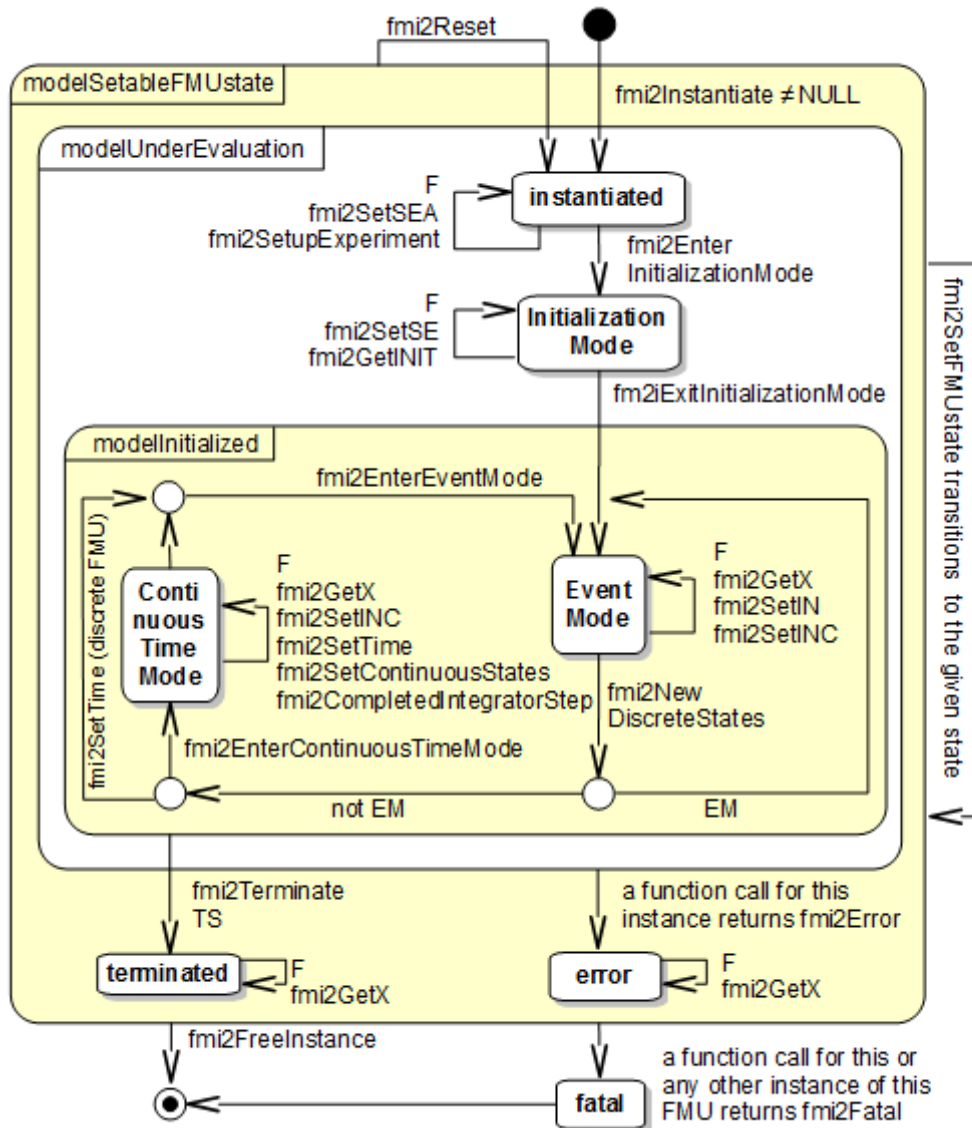 fmi2Reset
modelSetableFMUstate
fmi2Instantiate ≠ NULL
modelUnderEvaluation
F
fmi2SetSEA
fmi2SetupExperiment
instantiated
fmi2Enter
InitializationMode
F
fmi2SetSE
fmi2GetINIT
Initialization
Mode
fmi2SetFMUstate transitions to the given state
fm2iExitInitializationMode
modelInitialized
fmi2EnterEventMode
fmi2SetTime (discrete FMU)
Conti
nuous
Time
Mode
F
fmi2GetX
fmi2SetINC
fmi2SetTime
fmi2SetContinuousStates
fmi2CompletedIntegratorStep
Event
Mode
F
fmi2GetX
fmi2SetIN
fmi2SetINC
fmi2New
DiscreteStates
fmi2EnterContinuousTimeMode
not EM
EM
fmi2Terminate
TS
a function call for this
instance returns fmi2Error
terminated
F
fmi2GetX
error
F
fmi2GetX
fmi2FreeInstance
a function call for this or
any other instance of this
FMU returns fmi2Fatal
fatal